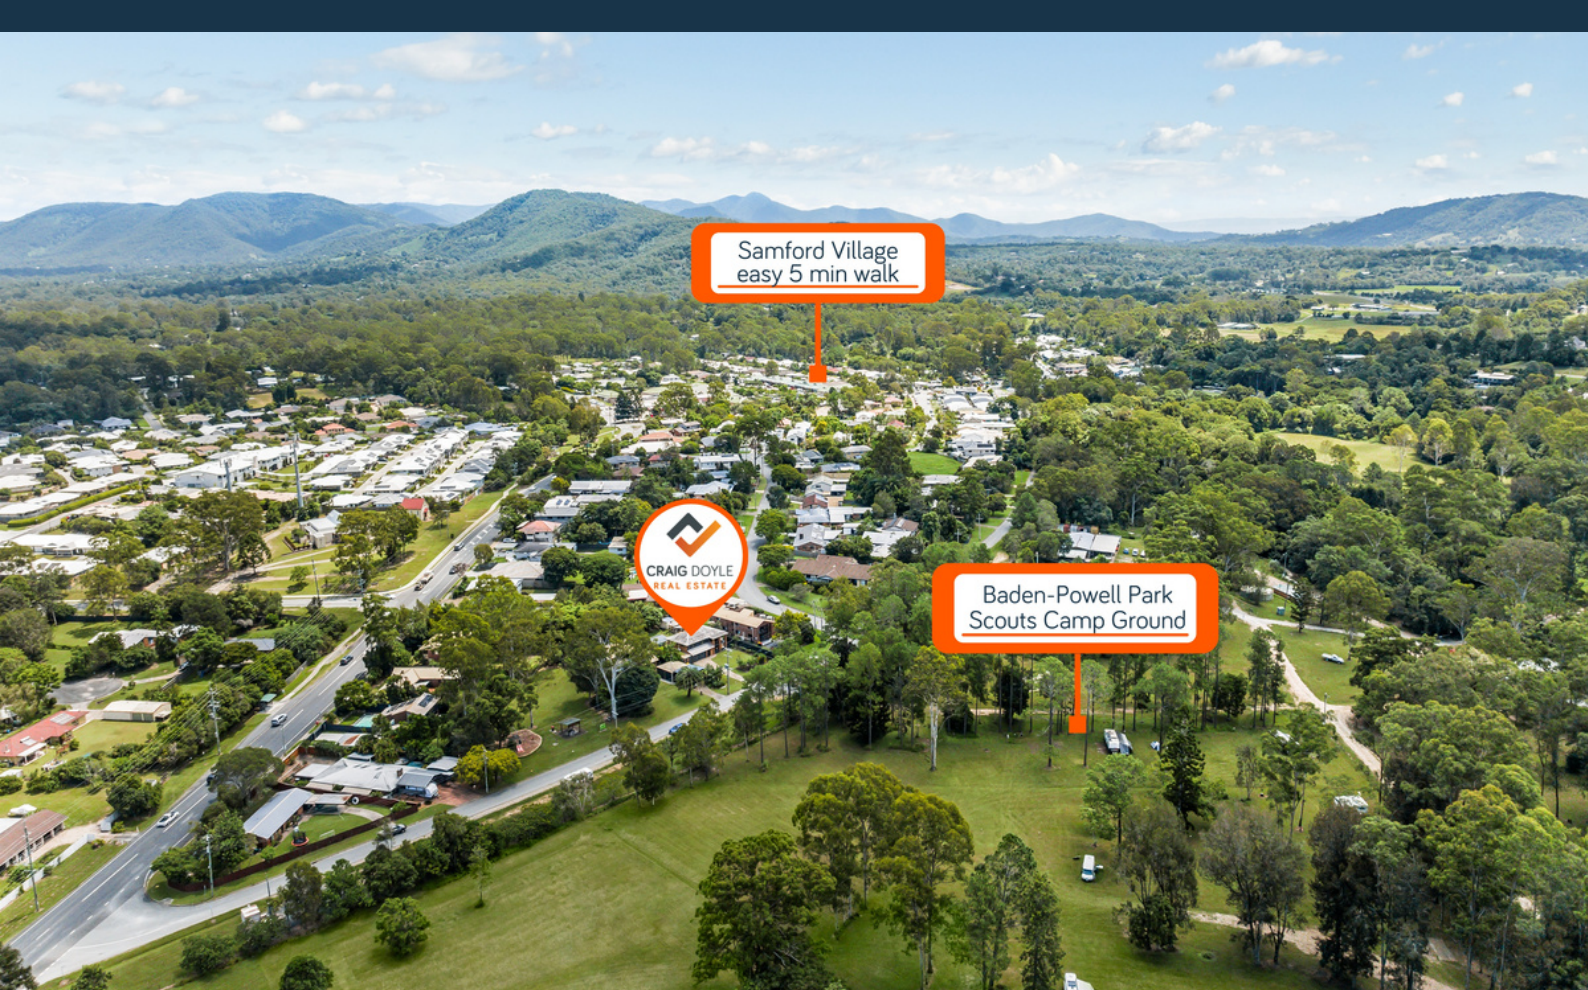 Samford Village
easy 5 min walk
CRAIG DOYLE
REAL ESTATE
Baden-Powell Park
Scouts Camp Ground